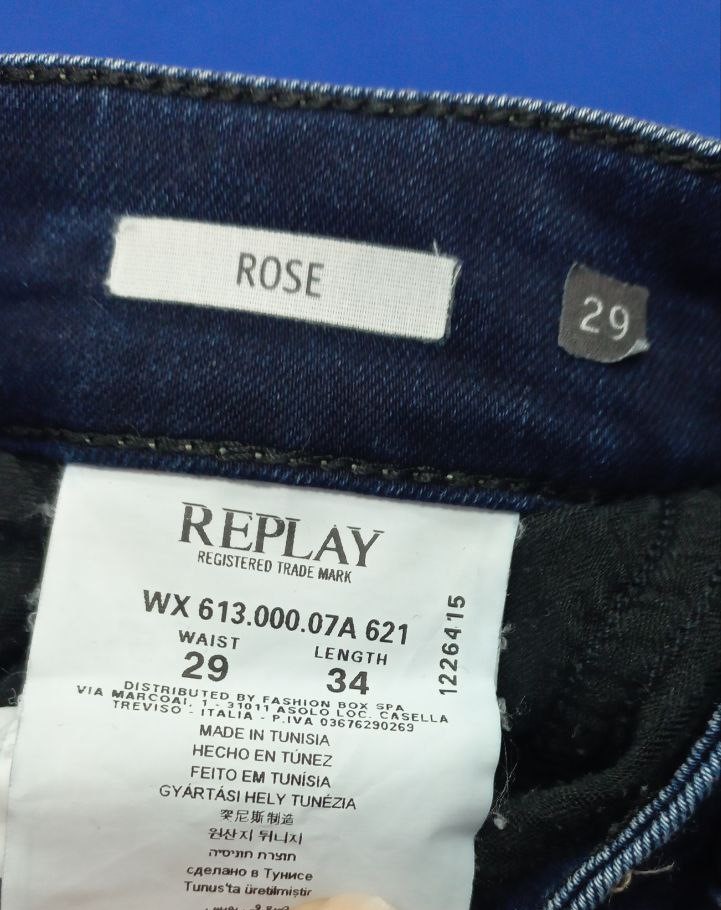 ROSE
29
REPLAY
REGISTERED TRADE MARK
WX 613.000.07A 621
1226415
WAIST LENGTH
29 34
DISTRIBUTED BY FASHION BOX SPA
VIA MARCOAI, 1 - 31011 ASOLO LOC. CASELLA
TREVISO - ITALIA - P.IVA 03676290269
MADE IN TUNISIA
HECHO EN TÚNEZ
FEITO EM TUNÍSIA
GYÁRTÁSI HELY TUNÉZIA
突尼斯制造
원산지 튀니지
תוצרת תוניסיה
сделано в Тунисе
Tunus'ta üretilmiştir